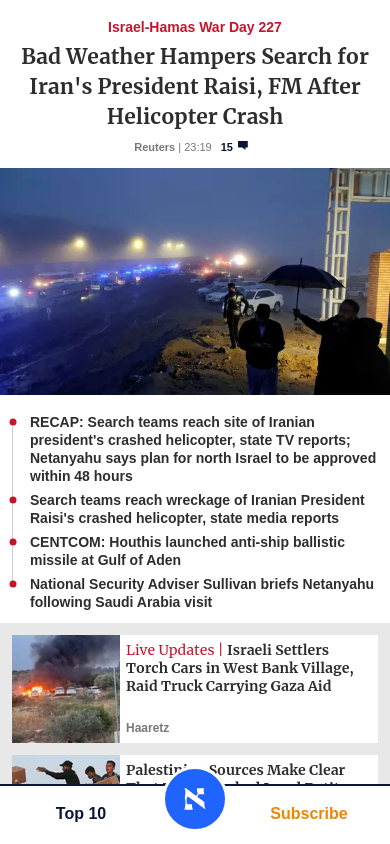 Israel-Hamas War Day 227
Bad Weather Hampers Search for
Iran's President Raisi, FM After
Helicopter Crash
Reuters | 23:19 15
RECAP: Search teams reach site of Iranian
president's crashed helicopter, state TV reports;
Netanyahu says plan for north Israel to be approved
within 48 hours
Search teams reach wreckage of Iranian President
Raisi's crashed helicopter, state media reports
CENTCOM: Houthis launched anti-ship ballistic
missile at Gulf of Aden
National Security Adviser Sullivan briefs Netanyahu
following Saudi Arabia visit
Live Updates | Israeli Settlers
Torch Cars in West Bank Village,
Raid Truck Carrying Gaza Aid
Haaretz
Sources Make Clear
Top 10
Subscribe